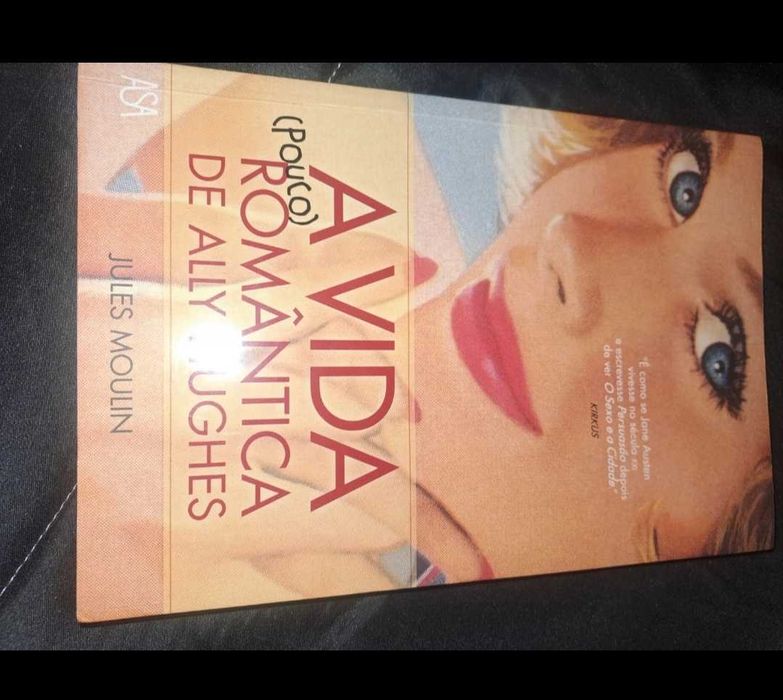 "É como se Jane Austen
vivesse no século XXI
e escrevesse Persuasão depois
de ver O Sexo e a Cidade"
KIRKUS
A VIDA
(Pouco)
ROMÂNTICA
DE ALLY HUGHES
JULES MOULIN
ASA